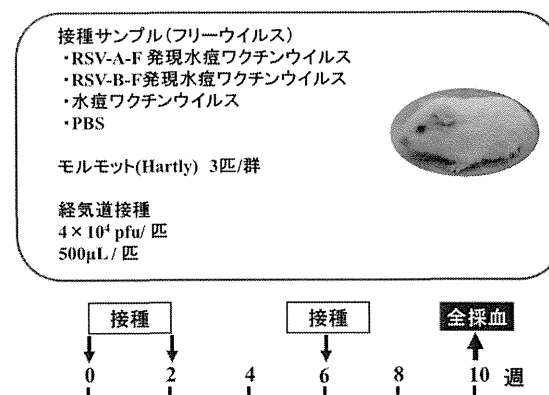 接種サンプル(フリーウイルス)
・RSV-A-F 発現水痘ワクチンウイルス
・RSV-B-F発現水痘ワクチンウイルス
・水痘ワクチンウイルス
・PBS
モルモット(Hartly) 3匹/群
経気道接種
4×10⁴ pfu/ 匹
500μL / 匹
接種 接種 全採血
0 2 4 6 8 10 週